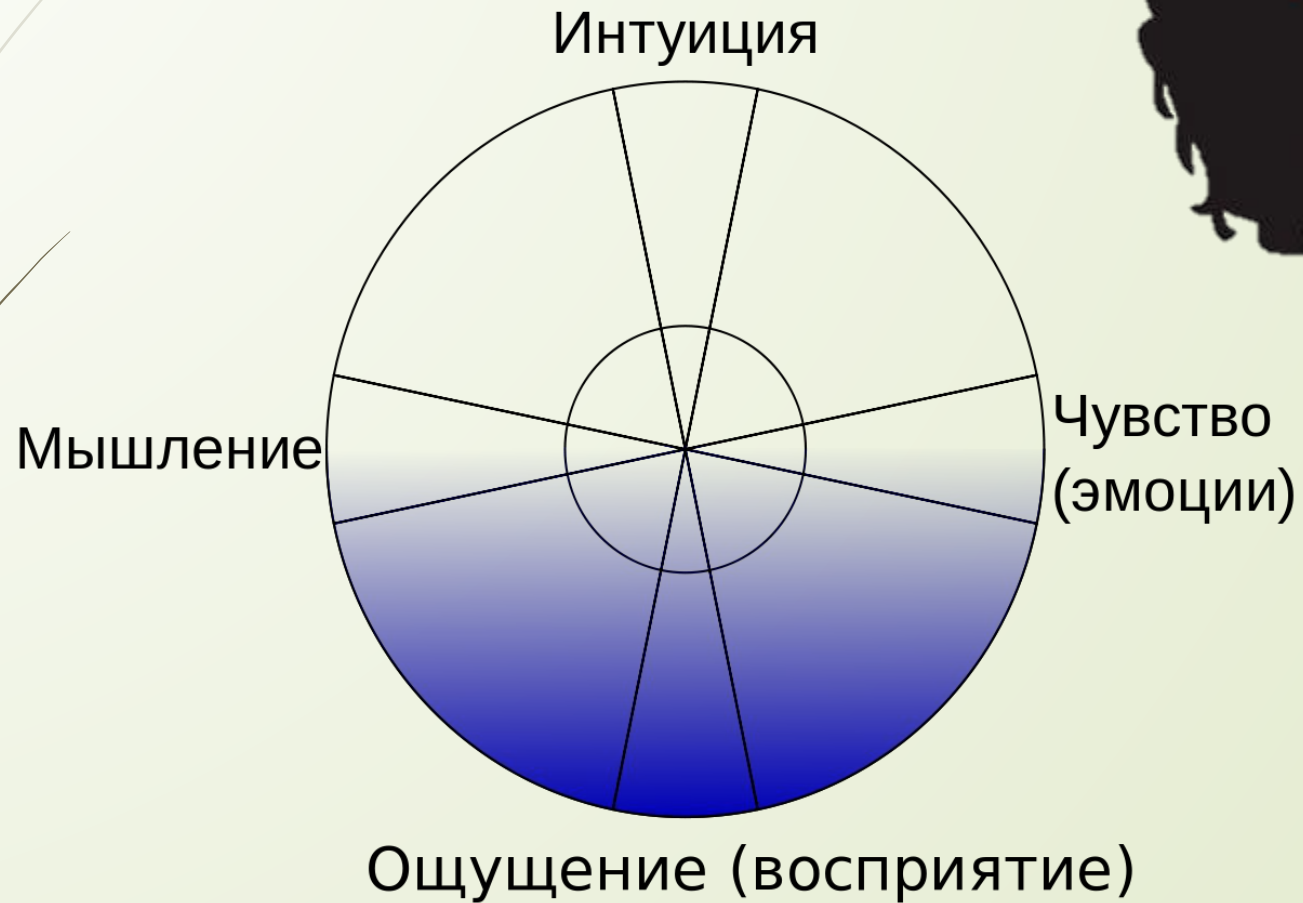 Интуиция
Мышление
Чувство
(эмоции)
Ощущение (восприятие)